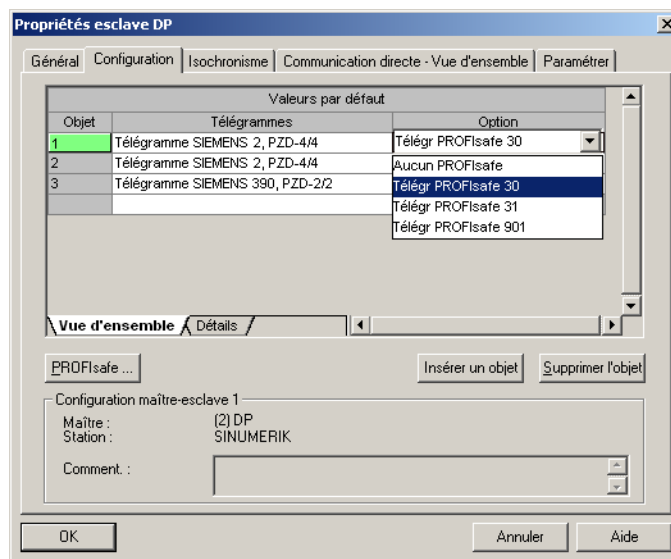 Propriétés esclave DP
Général Configuration Isochronisme Communication directe - Vue d'ensemble Paramétrer
Valeurs par défaut
Objet Télégrammes Option
1 Télégramme SIEMENS 2, PZD-4/4 Télégr PROFIsafe 30
2 Télégramme SIEMENS 2, PZD-4/4 Aucun PROFIsafe
3 Télégramme SIEMENS 390, PZD-2/2 Télégr PROFIsafe 30
Télégr PROFIsafe 31
Télégr PROFIsafe 901
Vue d'ensemble Détails
PROFIsafe ... Insérer un objet Supprimer l'objet
Configuration maître-esclave 1
Maître : (2) DP
Station : SINUMERIK
Comment. :
OK Annuler Aide